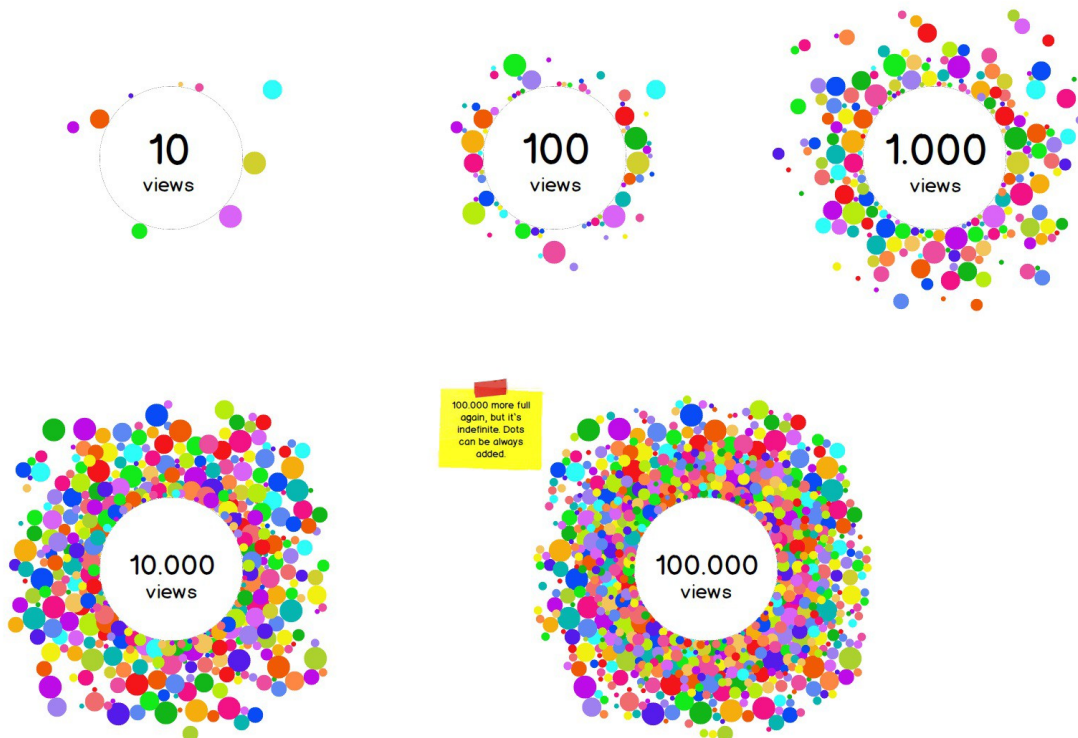 10
views
100
views
1.000
views
100.000 more full
again, but it's
indefinite. Dots
can be always
added.
10.000
views
100.000
views